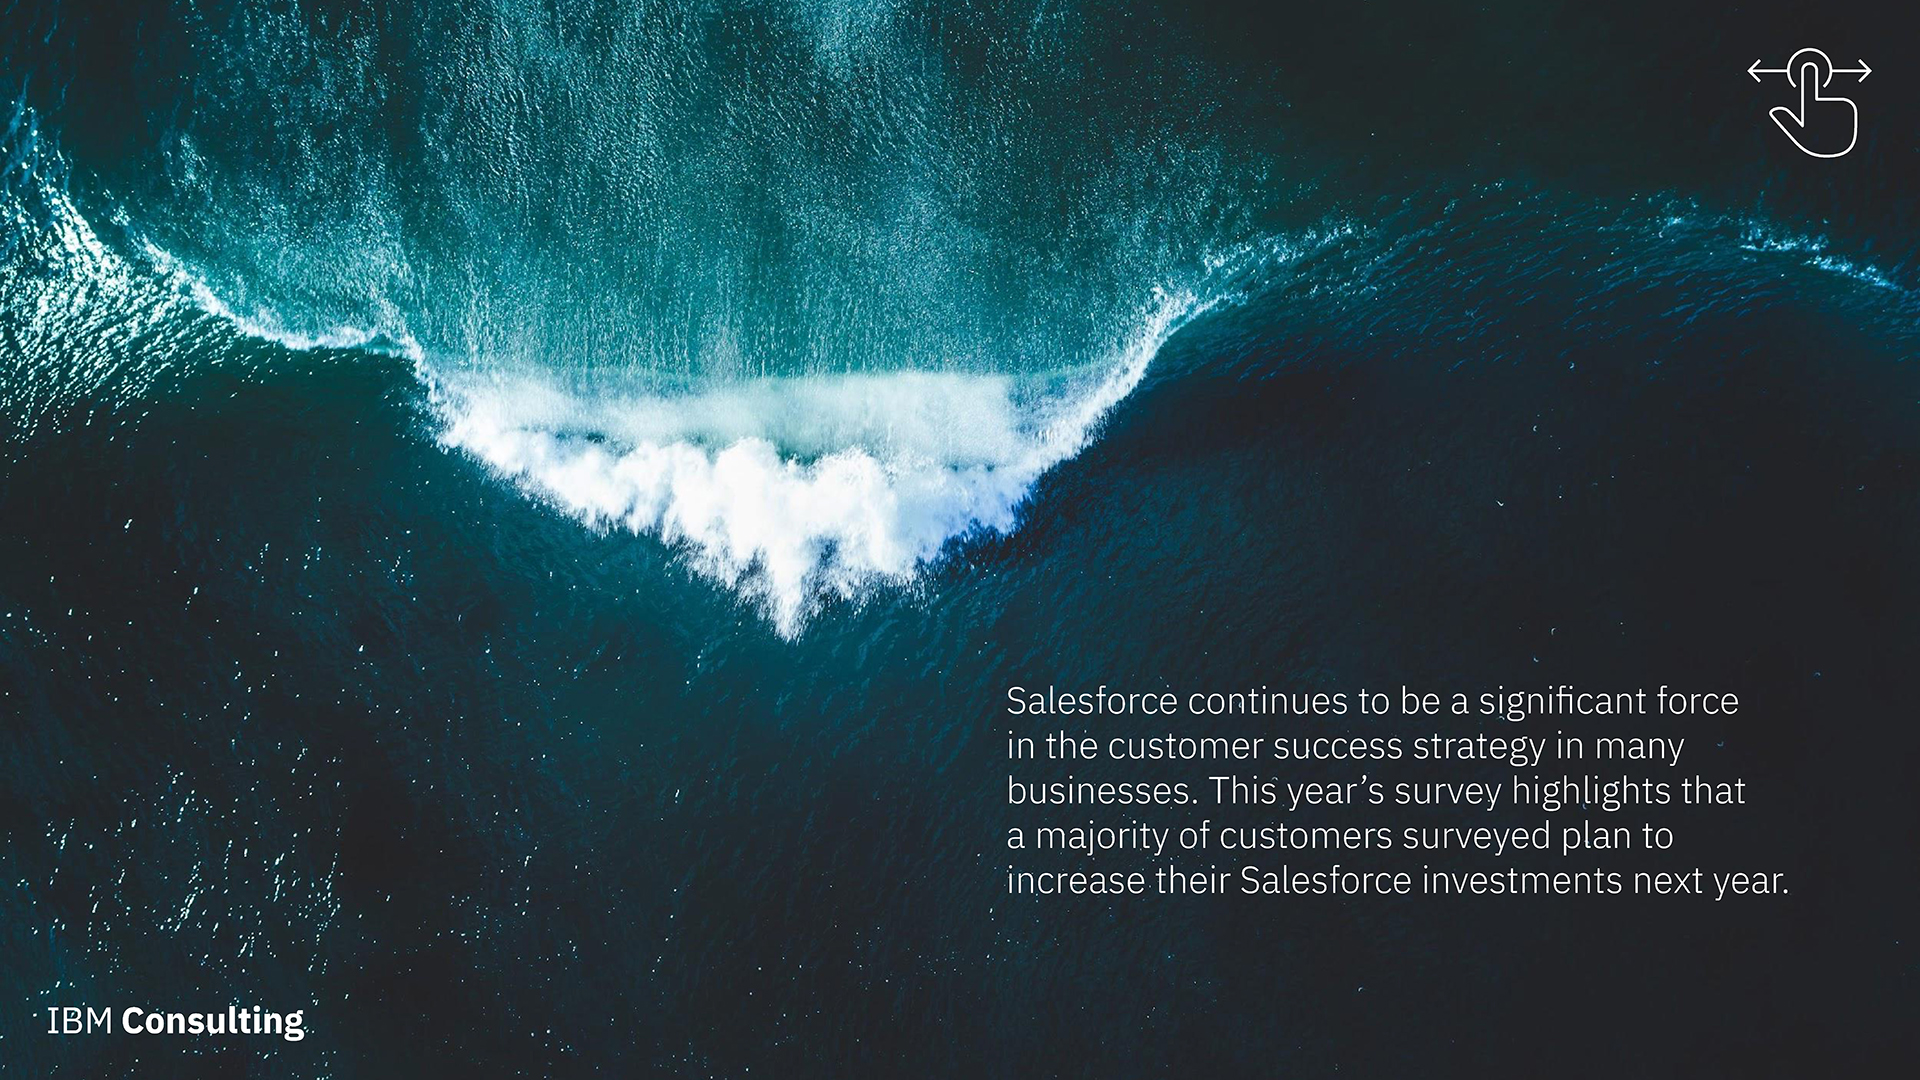 Salesforce continues to be a significant force
in the customer success strategy in many
businesses. This year’s survey highlights that
a majority of customers surveyed plan to
increase their Salesforce investments next year.
IBM Consulting